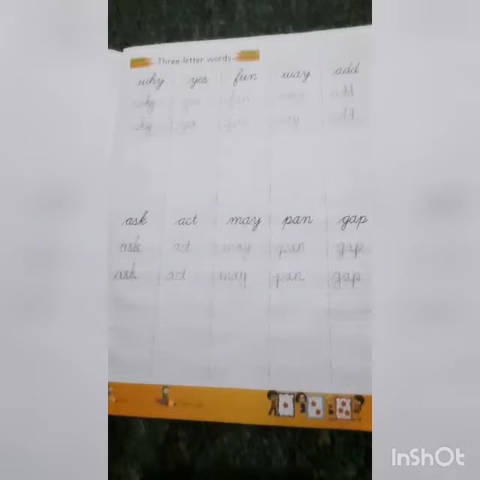 Three-letter words
why yes fun way add
why yes fun way add
why yes fun way add
ask act may pan gap
ask act may pan gap
ask act may pan gap
InShOt